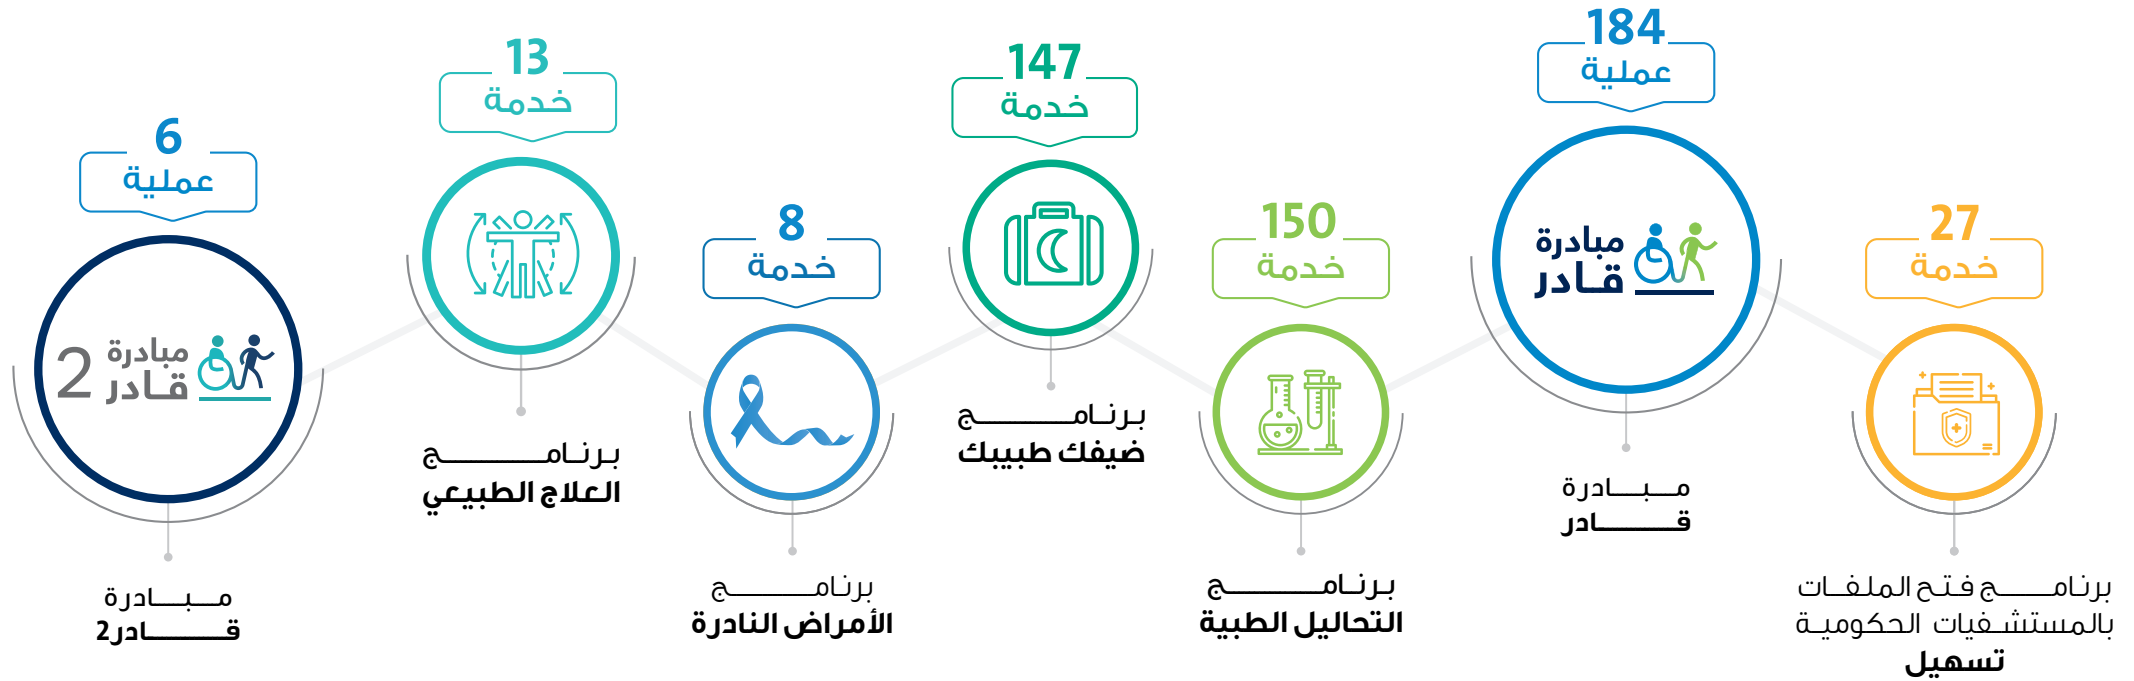 27
خدمة
برنامج فتح الملفات
بالمستشفيات الحكومية
تسهيل
184
عملية
مبادرة
قادر
مبادرة
قادر
150
خدمة
برنامج
التحاليل الطبية
147
خدمة
برنامج
ضيفك طبيبك
8
خدمة
برنامج
الأمراض النادرة
13
خدمة
برنامج
العلاج الطبيعي
6
عملية
مبادرة
قادر 2
مبادرة
قادر2